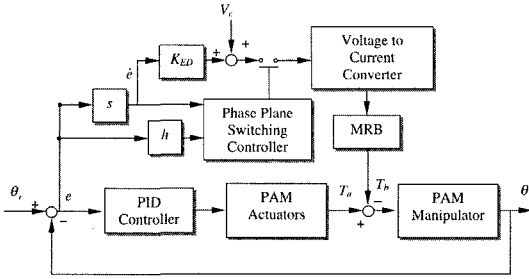 V_c
Voltage to
Current
Converter
K_ED
+
+
ė
s
Phase Plane
Switching
Controller
h
MRB
θ_r
+
−
e
PID
Controller
PAM
Actuators
T_a
T_b
+
−
PAM
Manipulator
θ